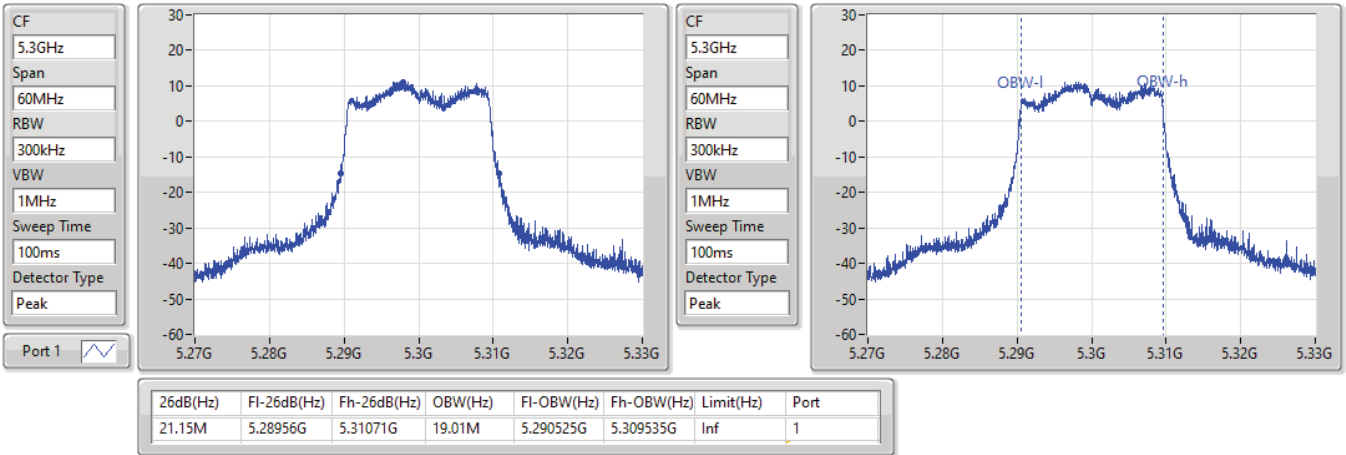 CF
5.3GHz
Span
60MHz
RBW
300kHz
VBW
1MHz
Sweep Time
100ms
Detector Type
Peak
Port 1
30
20
10
0
-10
-20
-30
-40
-50
-60
5.27G 5.28G 5.29G 5.3G 5.31G 5.32G 5.33G
CF
5.3GHz
Span
60MHz
RBW
300kHz
VBW
1MHz
Sweep Time
100ms
Detector Type
Peak
30
20
10
0
-10
-20
-30
-40
-50
-60
OBW-l OBW-h
5.27G 5.28G 5.29G 5.3G 5.31G 5.32G 5.33G
26dB(Hz) Fl-26dB(Hz) Fh-26dB(Hz) OBW(Hz) Fl-OBW(Hz) Fh-OBW(Hz) Limit(Hz) Port
21.15M 5.28956G 5.31071G 19.01M 5.290525G 5.309535G Inf 1